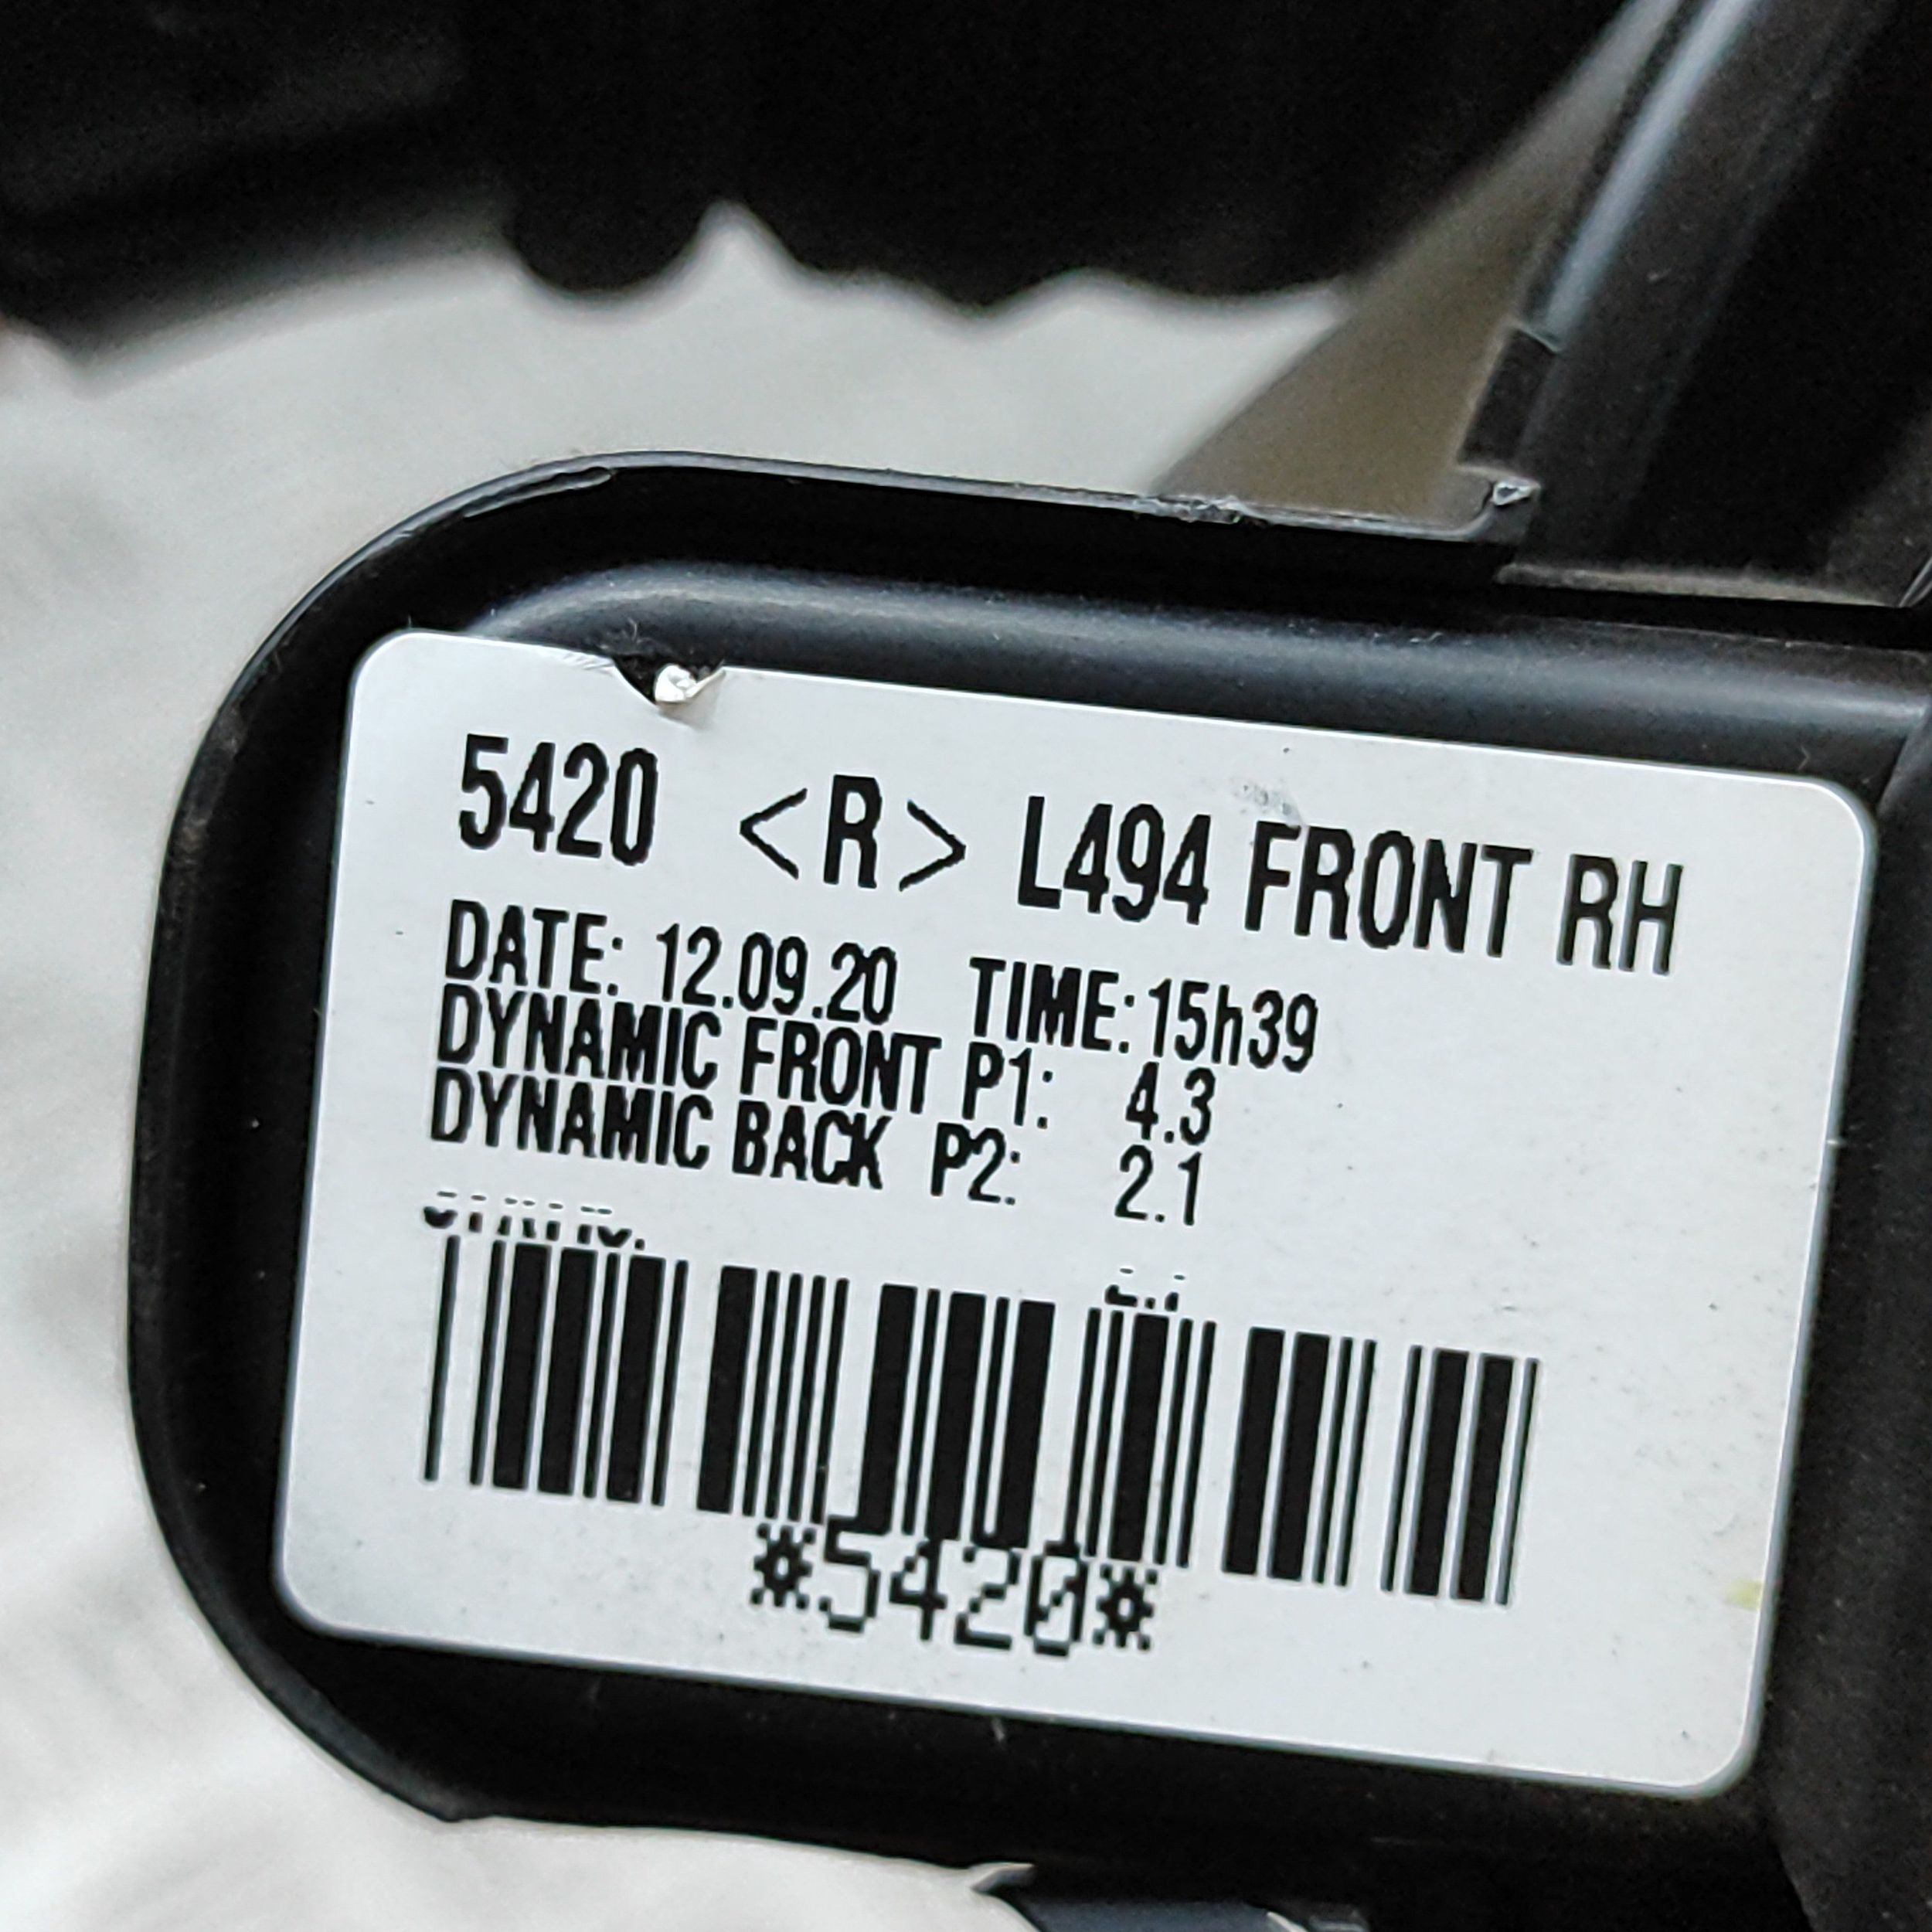 5420 <R> L494 FRONT RH
DATE: 12.09.20 TIME:15h39
DYNAMIC FRONT P1: 4.3
DYNAMIC BACK P2: 2.1
*5420*